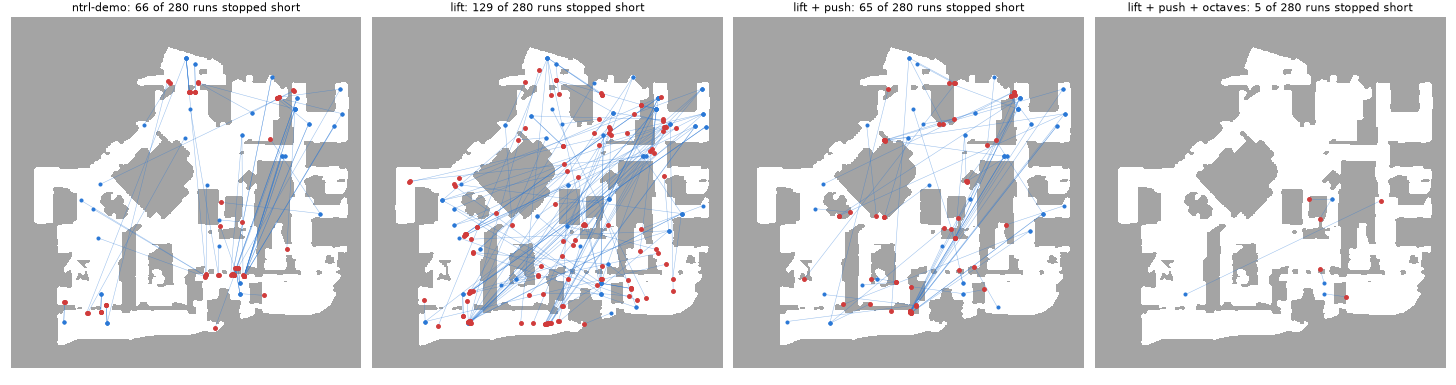 ntrl-demo: 66 of 280 runs stopped short
lift: 129 of 280 runs stopped short
lift + push: 65 of 280 runs stopped short
lift + push + octaves: 5 of 280 runs stopped short